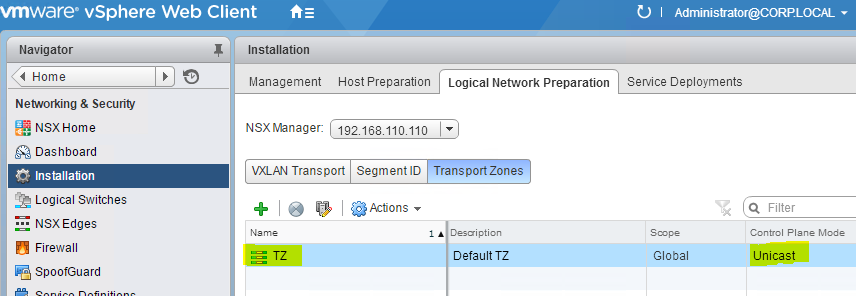 vmware® vSphere Web Client
Administrator@CORP.LOCAL
Navigator
Home
Networking & Security
NSX Home
Dashboard
Installation
Logical Switches
NSX Edges
Firewall
SpoofGuard
Service Definitions
Installation
Management Host Preparation Logical Network Preparation Service Deployments
NSX Manager: 192.168.110.110
VXLAN Transport Segment ID Transport Zones
Actions Filter
Name 1 Description Scope Control Plane Mode
TZ Default TZ Global Unicast